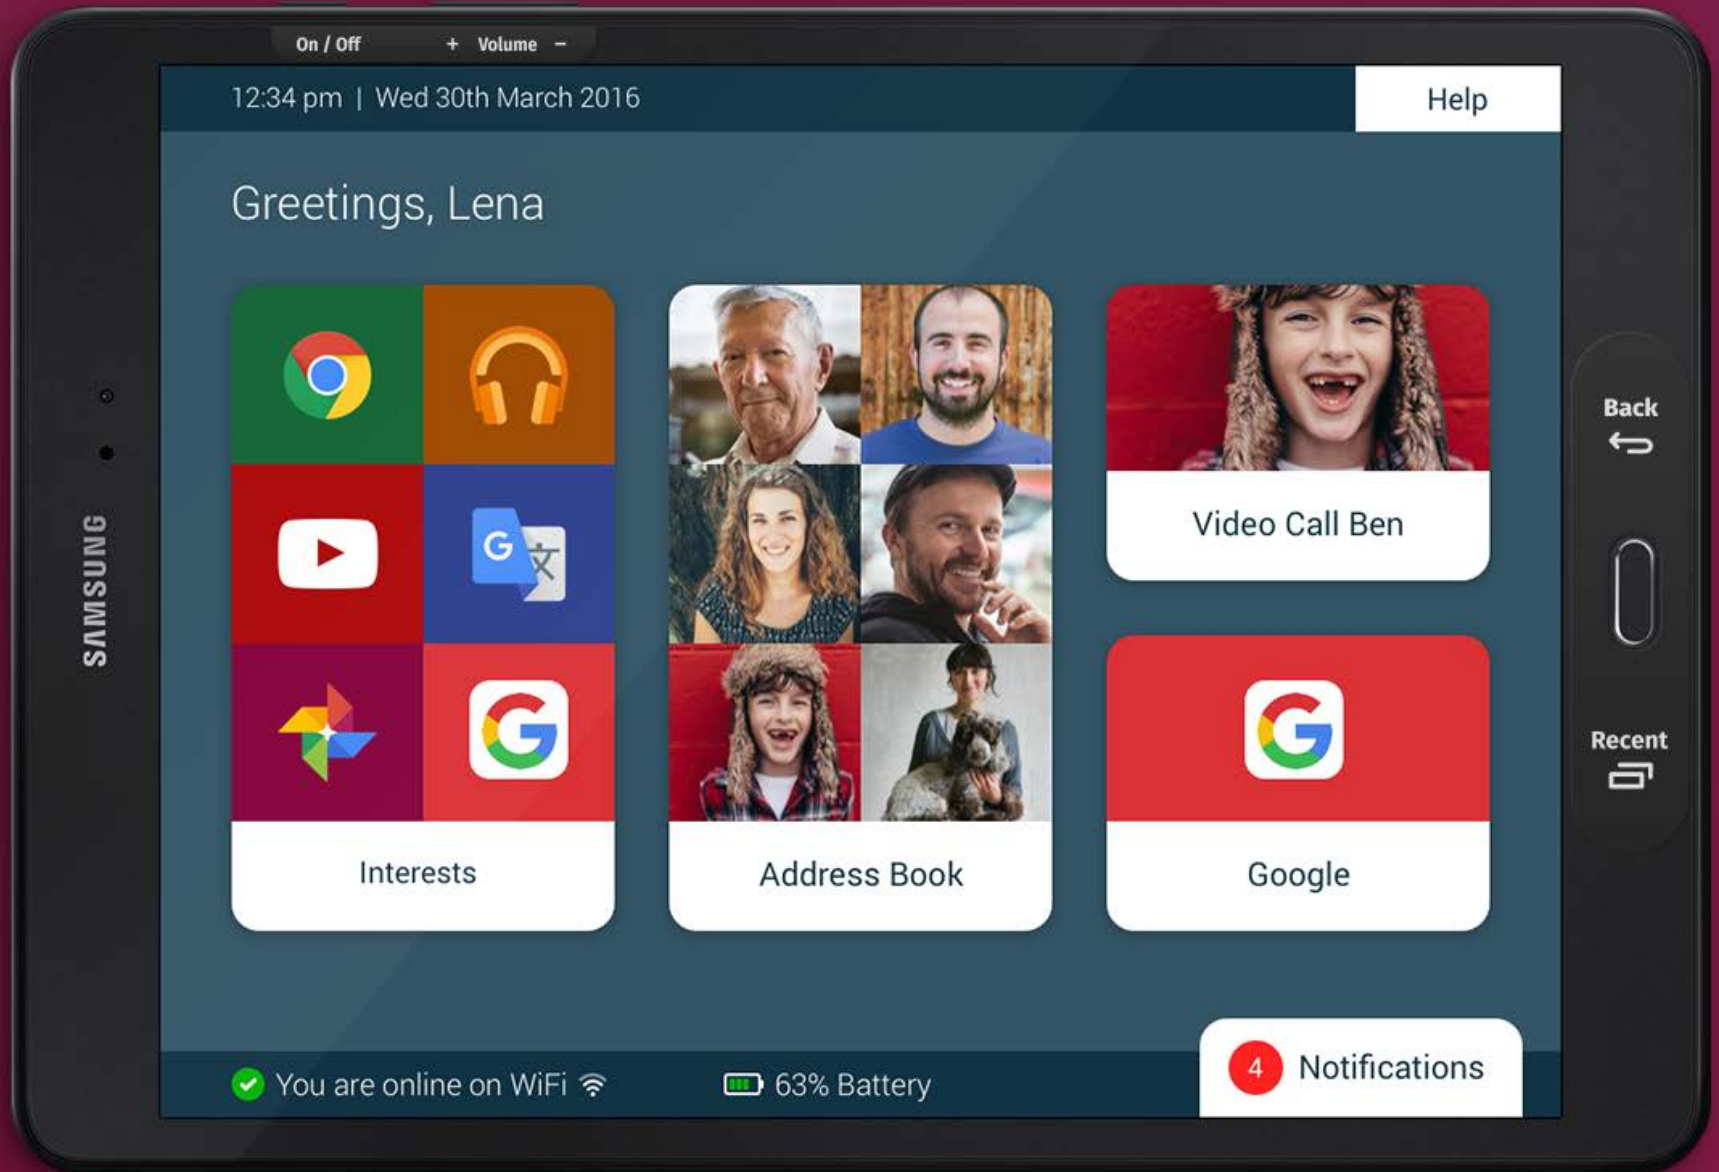 On / Off + Volume −
12:34 pm | Wed 30th March 2016
Help
Greetings, Lena
SAMSUNG
G 文
G
Interests
Address Book
Video Call Ben
G
Google
Back
Recent
You are online on WiFi
63% Battery
4 Notifications